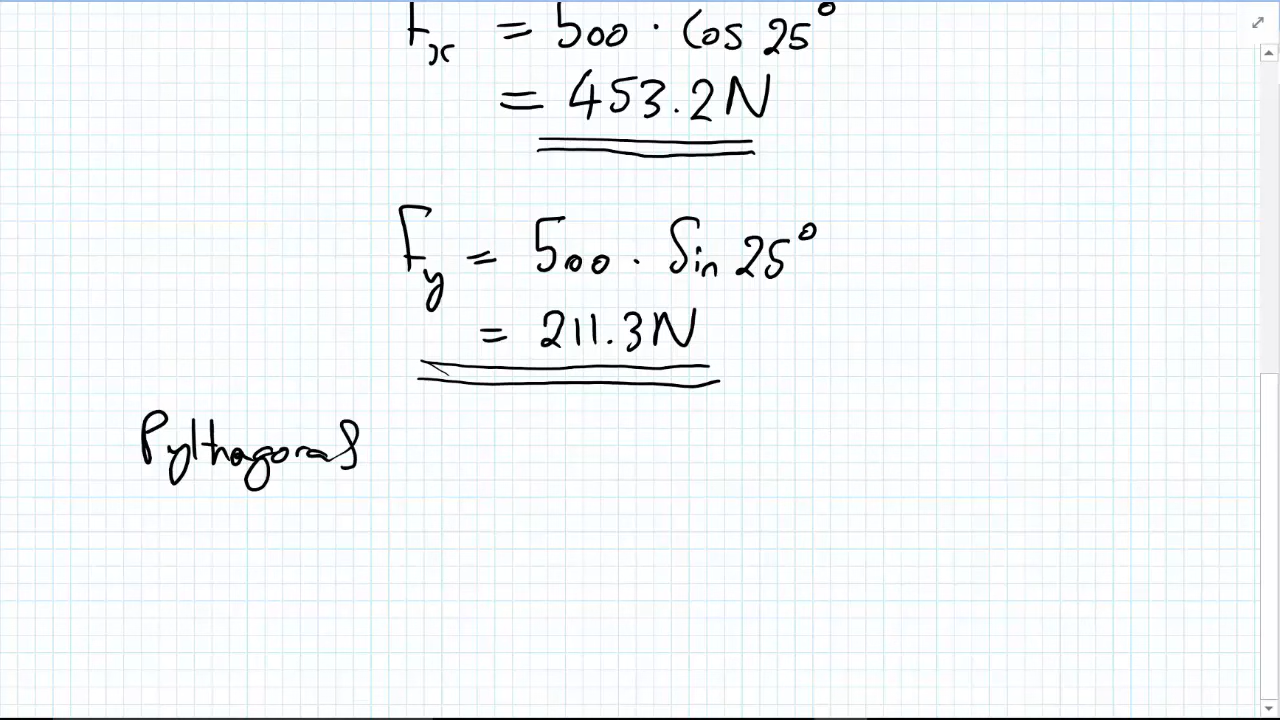 Fx = 500 · Cos 25°
= 453.2N
Fy = 500 · Sin 25°
= 211.3N
Pythagoras